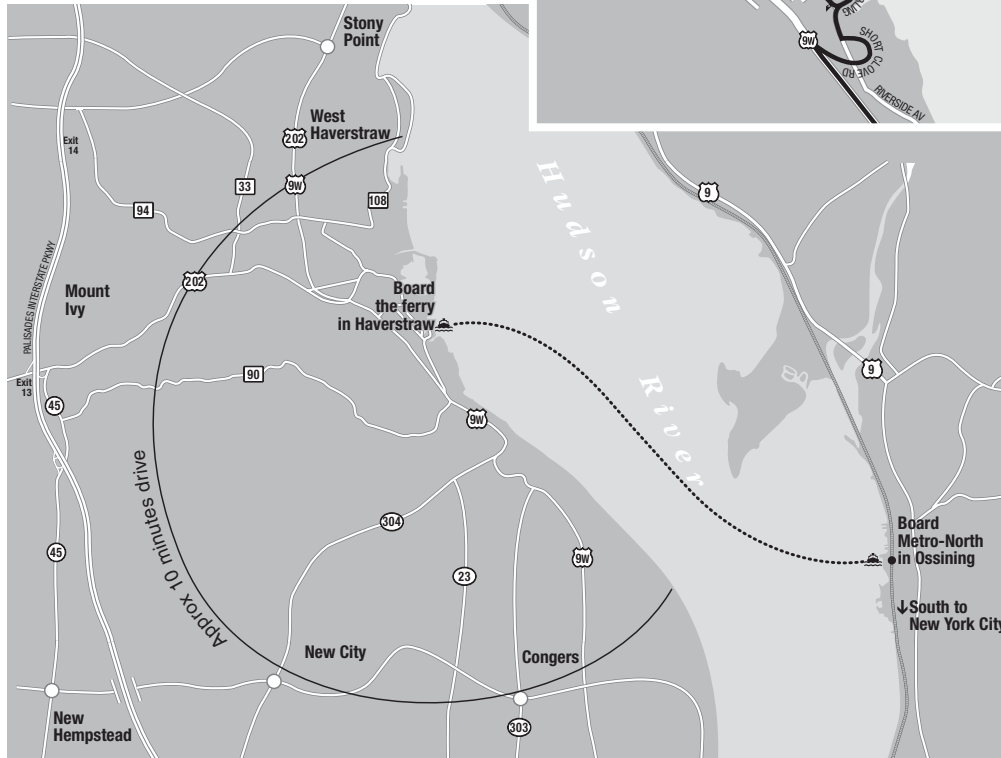 Stony
Point
9W
LING
SHORT CLOVE RD
RIVERSIDE AV
West
Haverstraw
202
Exit
14
9W
33
108
94
9
Hudson
River
PALISADES INTERSTATE PKWY
202
Mount
Ivy
Board
the ferry
in Haverstraw
90
9
Exit
13
45
9W
Approx 10 minutes drive
304
Board
Metro-North
in Ossining
45
23
9W
South to
New York City
New City
Congers
New
Hempstead
303